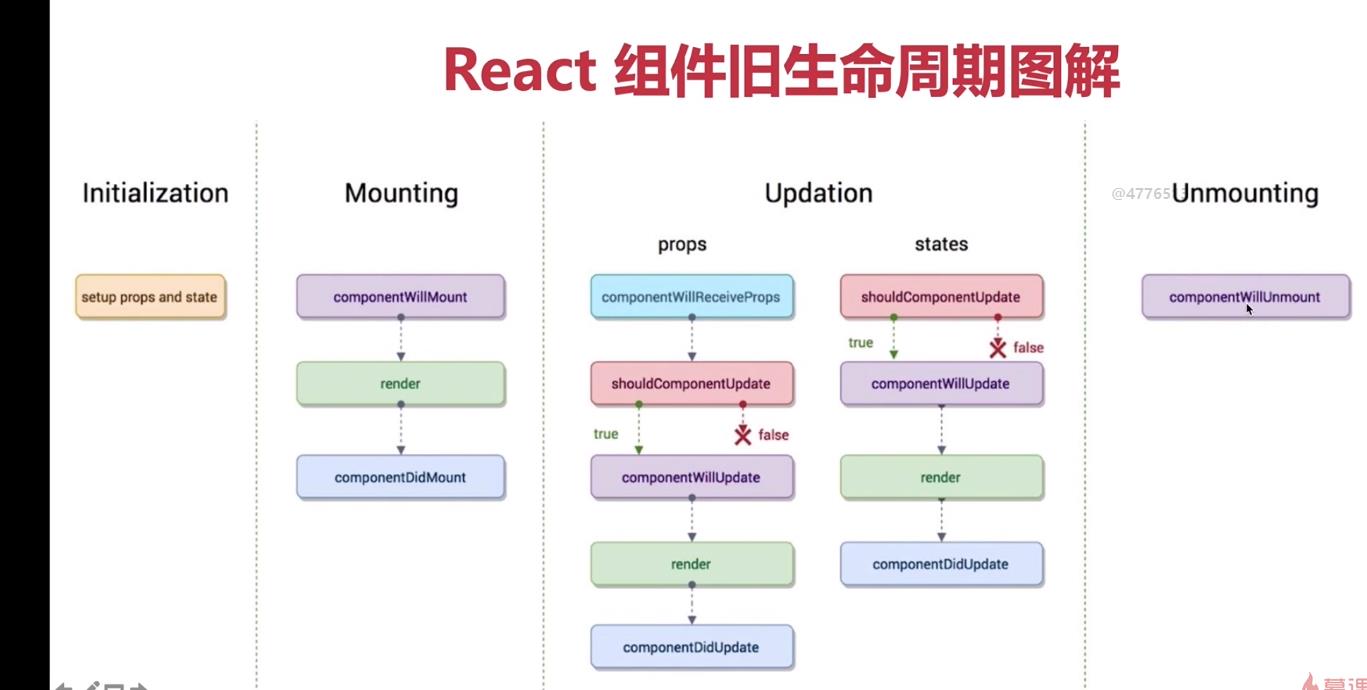 React 组件旧生命周期图解
Initialization
Mounting
Updation
@47765
Unmounting
props
states
setup props and state
componentWillMount
componentWillReceiveProps
shouldComponentUpdate
componentWillUnmount
true
false
render
shouldComponentUpdate
componentWillUpdate
true
false
componentDidMount
componentWillUpdate
render
render
componentDidUpdate
componentDidUpdate